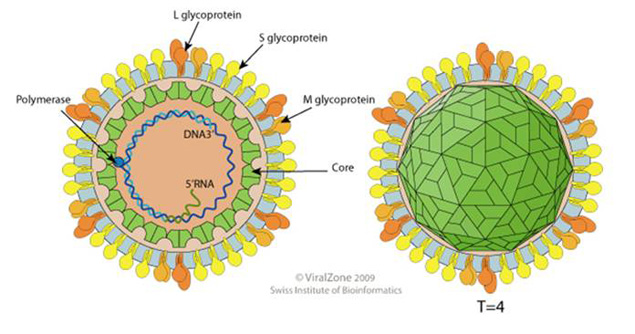 L glycoprotein
S glycoprotein
Polymerase
M glycoprotein
DNA3
Core
5'RNA
© ViralZone 2009
Swiss Institute of Bioinformatics
T=4